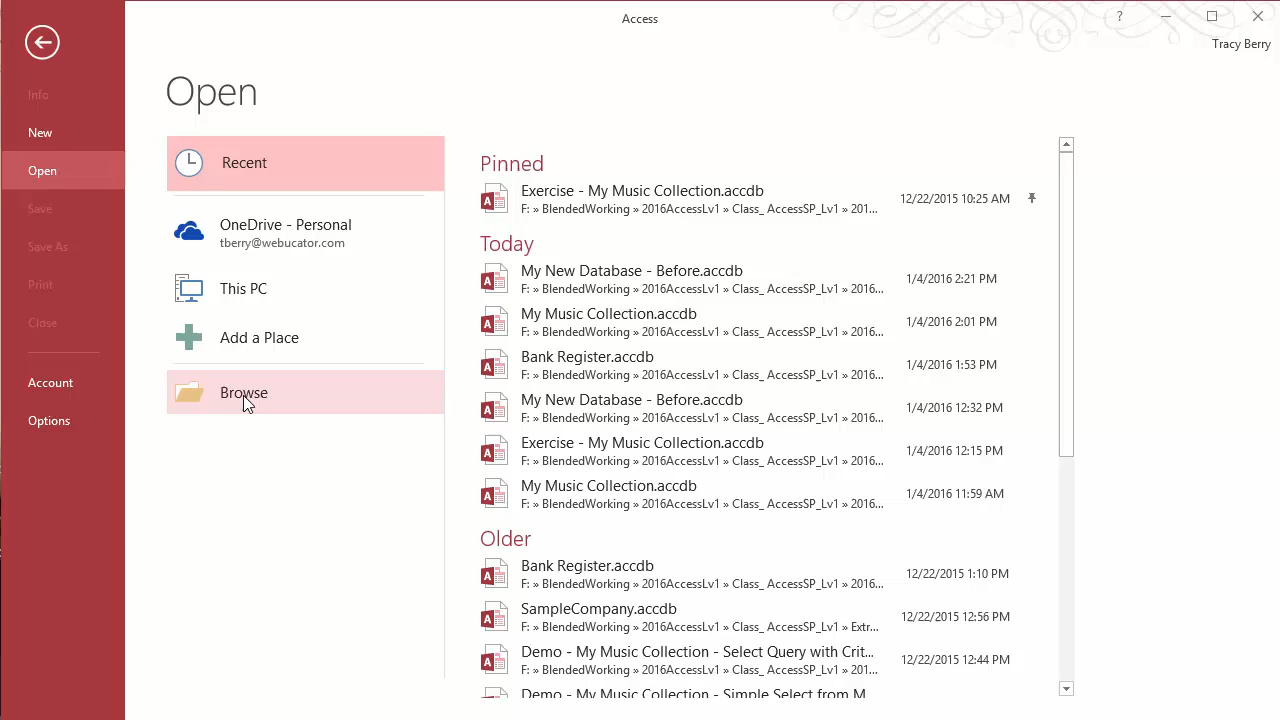 Access
?
Tracy Berry
Info
New
Open
Save
Save As
Print
Close
Account
Options
Open
Recent
OneDrive - Personal
tberry@webucator.com
This PC
Add a Place
Browse
Pinned
Exercise - My Music Collection.accdb
F: » BlendedWorking » 2016AccessLv1 » Class_ AccessSP_Lv1 » 201...
12/22/2015 10:25 AM
Today
My New Database - Before.accdb
F: » BlendedWorking » 2016AccessLv1 » Class_ AccessSP_Lv1 » 2016...
1/4/2016 2:21 PM
My Music Collection.accdb
F: » BlendedWorking » 2016AccessLv1 » Class_ AccessSP_Lv1 » 2016...
1/4/2016 2:01 PM
Bank Register.accdb
F: » BlendedWorking » 2016AccessLv1 » Class_ AccessSP_Lv1 » 2016...
1/4/2016 1:53 PM
My New Database - Before.accdb
F: » BlendedWorking » 2016AccessLv1 » Class_ AccessSP_Lv1 » 2016...
1/4/2016 12:32 PM
Exercise - My Music Collection.accdb
F: » BlendedWorking » 2016AccessLv1 » Class_ AccessSP_Lv1 » 2016...
1/4/2016 12:15 PM
My Music Collection.accdb
F: » BlendedWorking » 2016AccessLv1 » Class_ AccessSP_Lv1 » 2016...
1/4/2016 11:59 AM
Older
Bank Register.accdb
F: » BlendedWorking » 2016AccessLv1 » Class_ AccessSP_Lv1 » 2016...
12/22/2015 1:10 PM
SampleCompany.accdb
F: » BlendedWorking » 2016AccessLv1 » Class_ AccessSP_Lv1 » Extr...
12/22/2015 12:56 PM
Demo - My Music Collection - Select Query with Crit...
F: » BlendedWorking » 2016AccessLv1 » Class_ AccessSP_Lv1 » 201...
12/22/2015 12:44 PM
Demo - My Music Collection - Simple Select from M